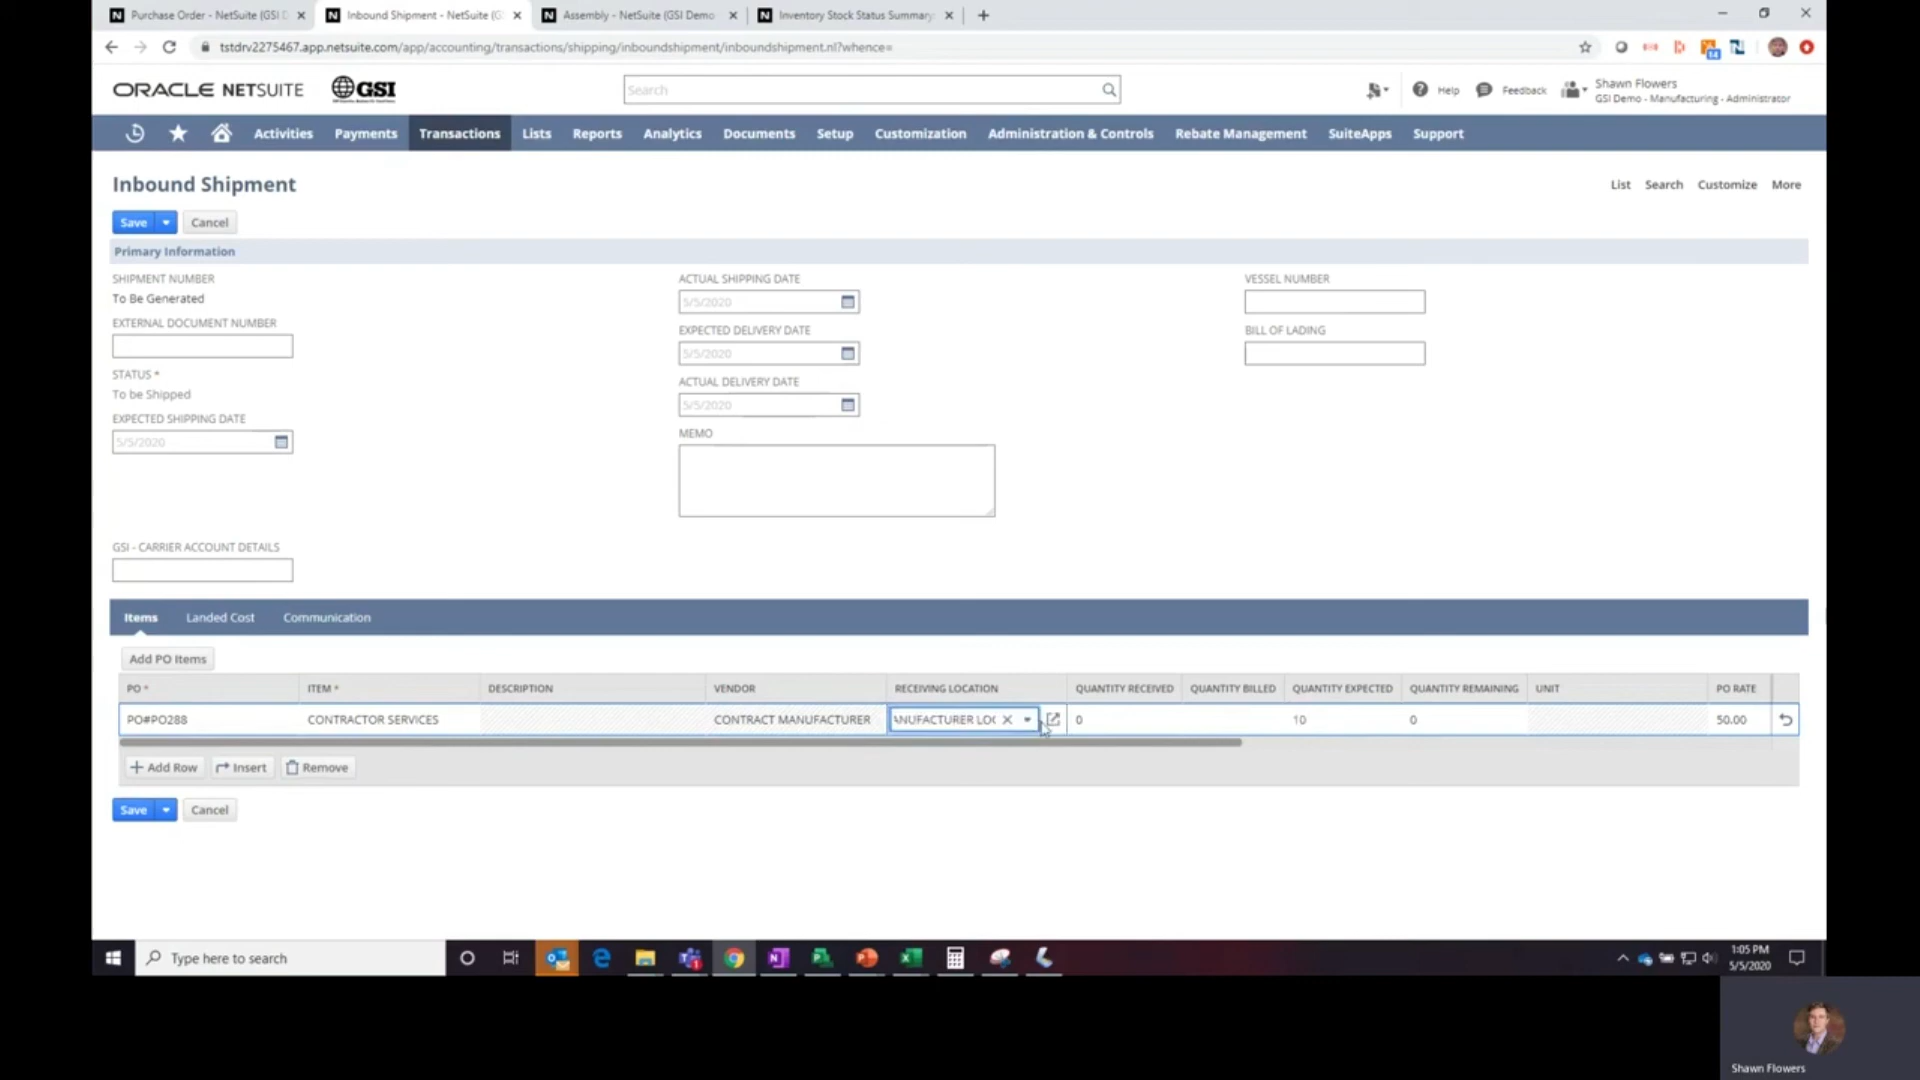 Purchase Order - NetSuite (GSI D
Inbound Shipment - NetSuite (G
Assembly - NetSuite (GSI Demo
Inventory Stock Status Summary
tstdrv2275467.app.netsuite.com/app/accounting/transactions/shipping/inboundshipment/inboundshipment.nl?whence=
14
ORACLE NETSUITE
GSI
Search
Help
Feedback
Shawn Flowers
GSI Demo - Manufacturing - Administrator
Activities
Payments
Transactions
Lists
Reports
Analytics
Documents
Setup
Customization
Administration & Controls
Rebate Management
SuiteApps
Support
Inbound Shipment
List
Search
Customize
More
Save
Cancel
Primary Information
SHIPMENT NUMBER
To Be Generated
EXTERNAL DOCUMENT NUMBER
STATUS *
To be Shipped
EXPECTED SHIPPING DATE
5/5/2020
ACTUAL SHIPPING DATE
5/5/2020
EXPECTED DELIVERY DATE
5/5/2020
ACTUAL DELIVERY DATE
5/5/2020
MEMO
VESSEL NUMBER
BILL OF LADING
GSI - CARRIER ACCOUNT DETAILS
Items
Landed Cost
Communication
Add PO Items
PO * ITEM * DESCRIPTION VENDOR RECEIVING LOCATION QUANTITY RECEIVED QUANTITY BILLED QUANTITY EXPECTED QUANTITY REMAINING UNIT PO RATE
PO#PO288 CONTRACTOR SERVICES CONTRACT MANUFACTURER ANUFACTURER LOC 0 10 0 50.00
Add Row
Insert
Remove
Save
Cancel
Type here to search
1:05 PM
5/5/2020
Shawn Flowers